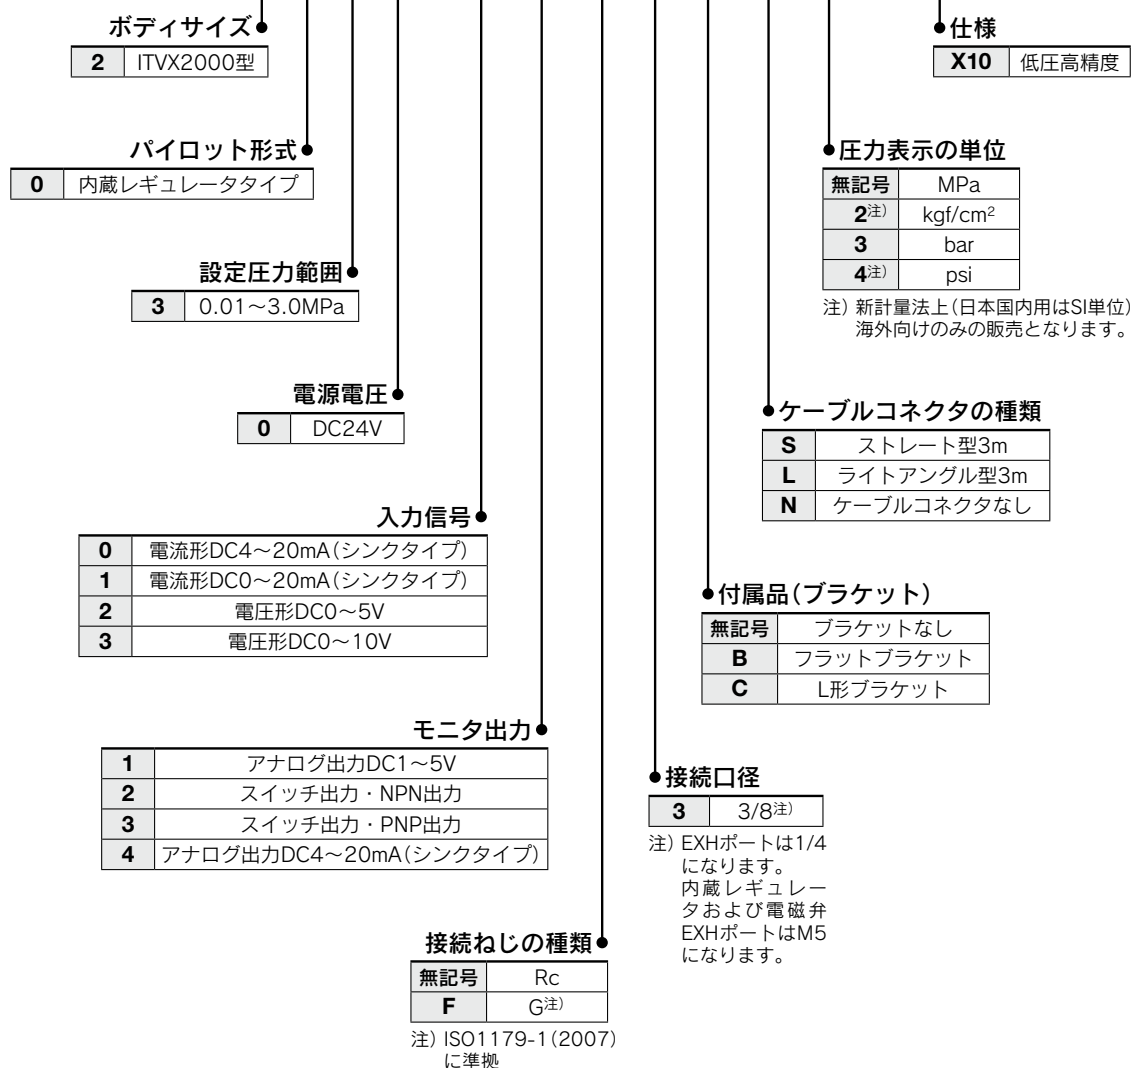 ボディサイズ
2 ITVX2000型
パイロット形式
0 内蔵レギュレータタイプ
設定圧力範囲
3 0.01～3.0MPa
電源電圧
0 DC24V
入力信号
0 電流形DC4～20mA（シンクタイプ）
1 電流形DC0～20mA（シンクタイプ）
2 電圧形DC0～5V
3 電圧形DC0～10V
モニタ出力
1 アナログ出力DC1～5V
2 スイッチ出力・NPN出力
3 スイッチ出力・PNP出力
4 アナログ出力DC4～20mA（シンクタイプ）
接続ねじの種類
無記号 Rc
F G注）
注）ISO1179-1（2007）
に準拠
接続口径
3 3/8注）
注）EXHポートは1/4
になります。
内蔵レギュレー
タおよび電磁弁
EXHポートはM5
になります。
付属品（ブラケット）
無記号 ブラケットなし
B フラットブラケット
C L形ブラケット
ケーブルコネクタの種類
S ストレート型3m
L ライトアングル型3m
N ケーブルコネクタなし
圧力表示の単位
無記号 MPa
2注） kgf/cm²
3 bar
4注） psi
注）新計量法上（日本国内用はSI単位）
海外向けのみの販売となります。
仕様
X10 低圧高精度